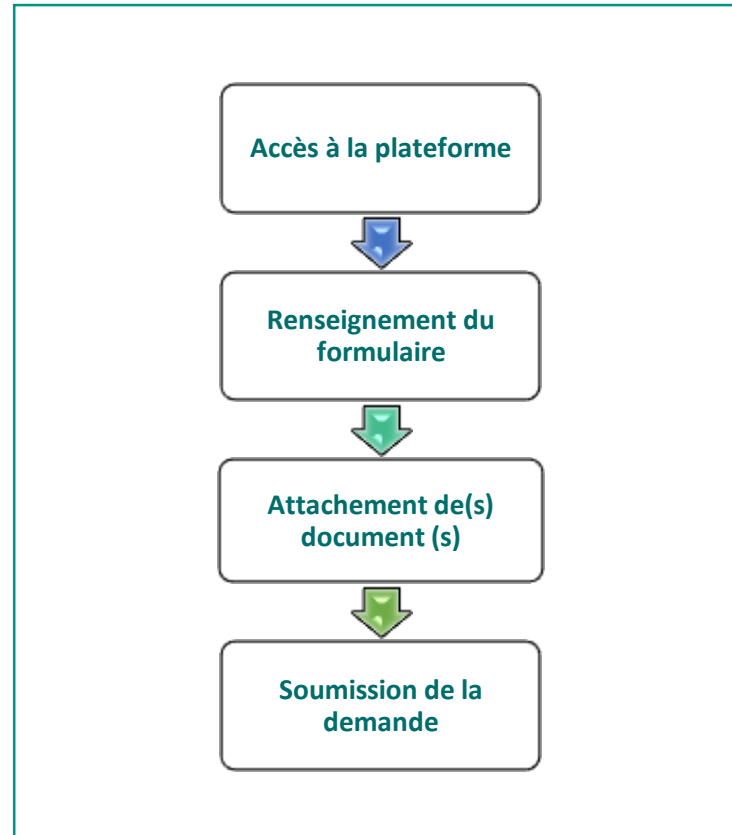 Accès à la plateforme
Renseignement du
formulaire
Attachement de(s)
document (s)
Soumission de la
demande